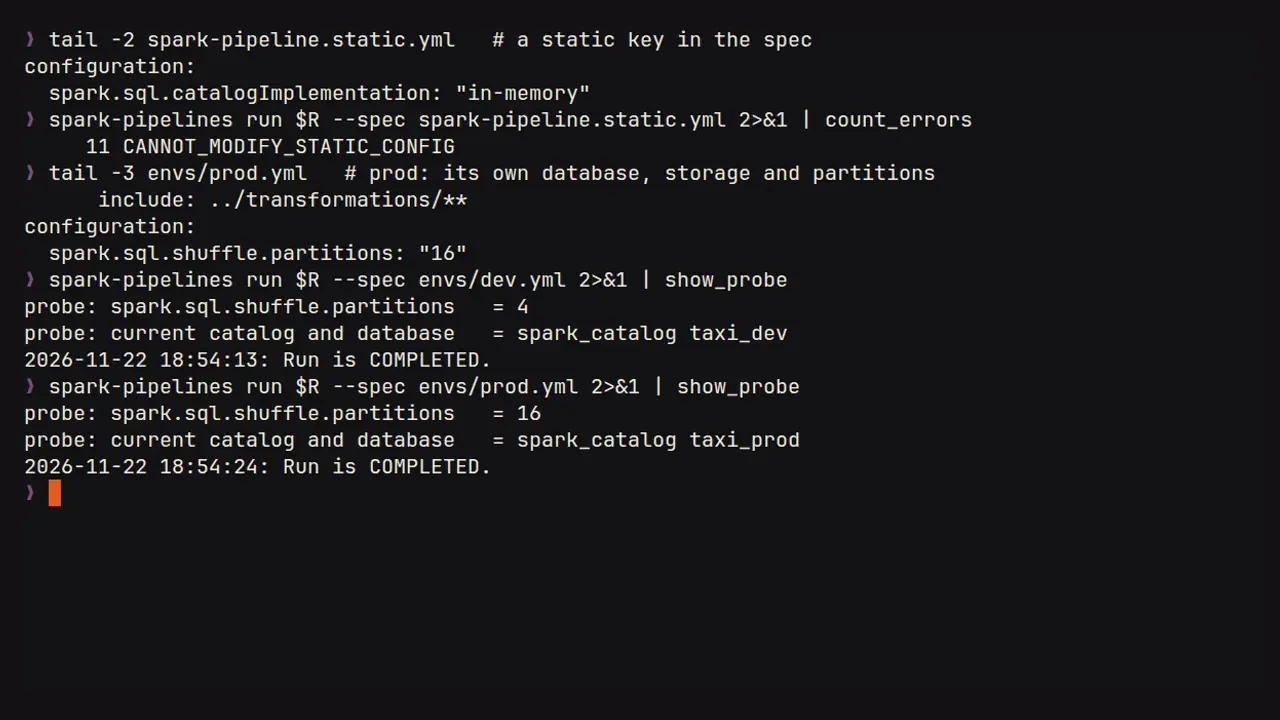 ❯ tail -2 spark-pipeline.static.yml   # a static key in the spec
configuration:
  spark.sql.catalogImplementation: "in-memory"
❯ spark-pipelines run $R --spec spark-pipeline.static.yml 2>&1 | count_errors
     11 CANNOT_MODIFY_STATIC_CONFIG
❯ tail -3 envs/prod.yml   # prod: its own database, storage and partitions
      include: ../transformations/**
configuration:
  spark.sql.shuffle.partitions: "16"
❯ spark-pipelines run $R --spec envs/dev.yml 2>&1 | show_probe
probe: spark.sql.shuffle.partitions   = 4
probe: current catalog and database   = spark_catalog taxi_dev
2026-11-22 18:54:13: Run is COMPLETED.
❯ spark-pipelines run $R --spec envs/prod.yml 2>&1 | show_probe
probe: spark.sql.shuffle.partitions   = 16
probe: current catalog and database   = spark_catalog taxi_prod
2026-11-22 18:54:24: Run is COMPLETED.
❯